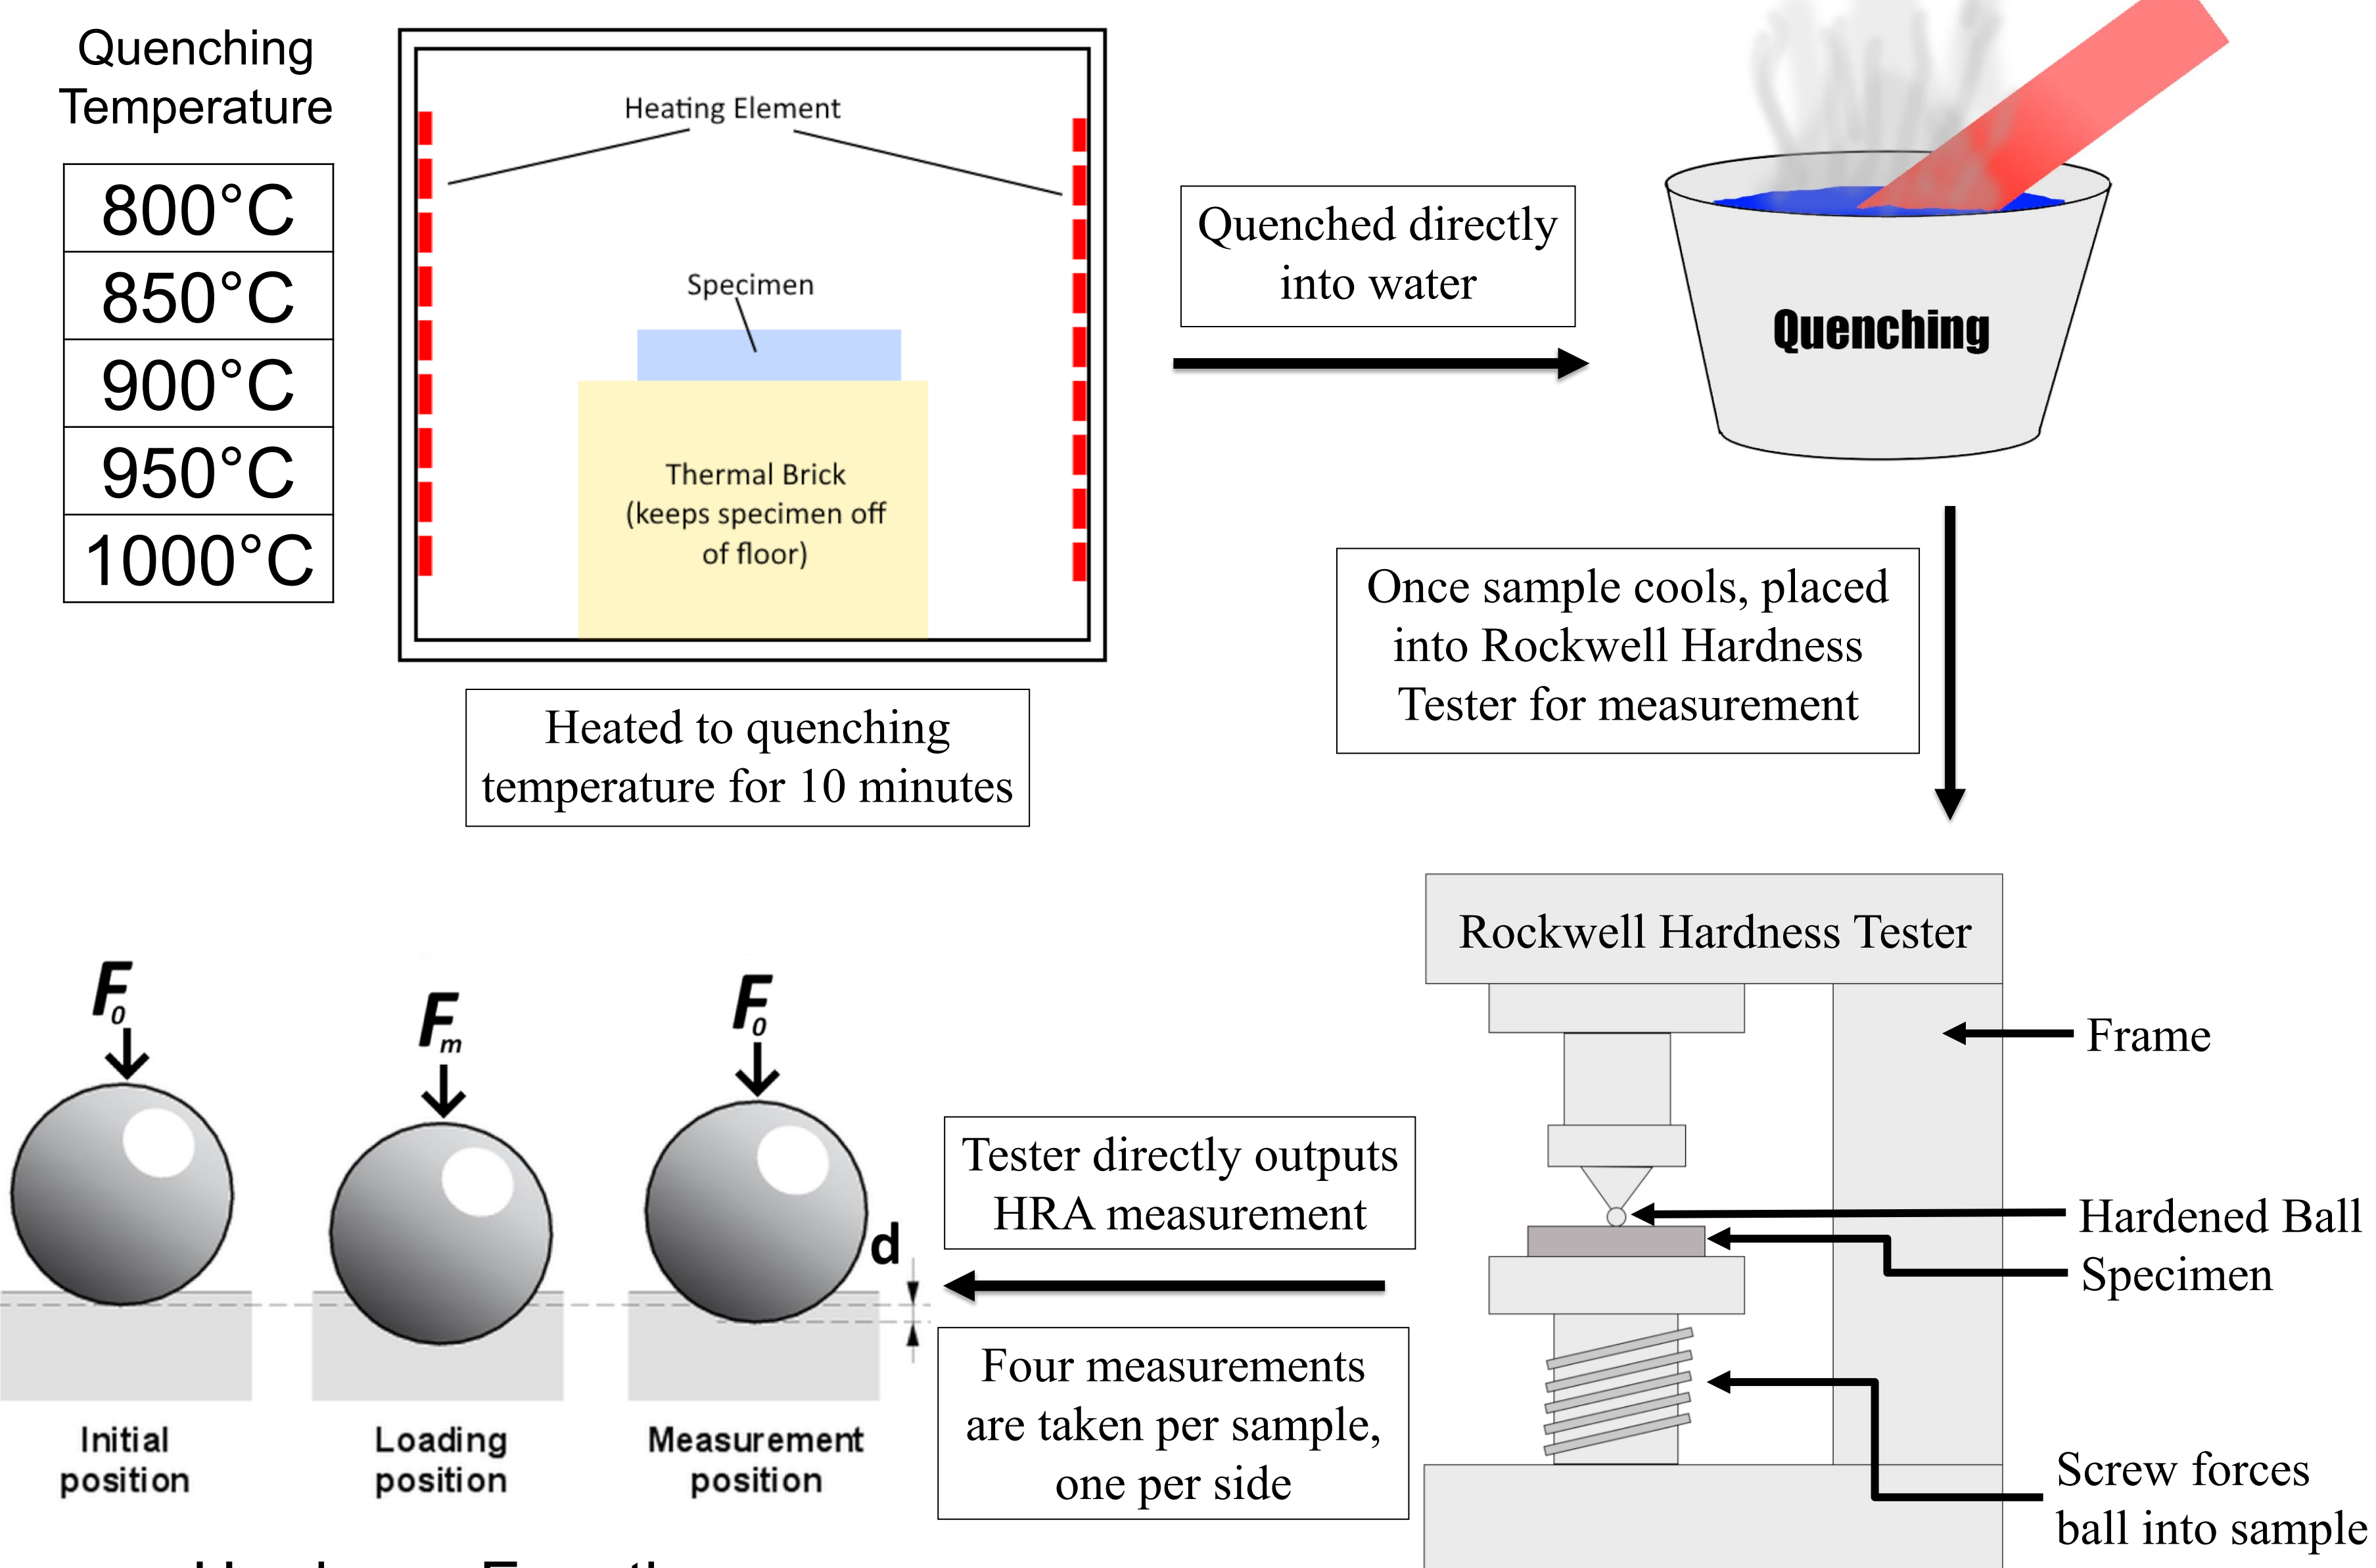 Quenching
Temperature
800°C
850°C
900°C
950°C
1000°C
Heating Element
Specimen
Thermal Brick
(keeps specimen off
of floor)
Heated to quenching
temperature for 10 minutes
Quenched directly
into water
Quenching
Once sample cools, placed
into Rockwell Hardness
Tester for measurement
Rockwell Hardness Tester
Frame
Hardened Ball
Specimen
Screw forces
ball into sample
Tester directly outputs
HRA measurement
Four measurements
are taken per sample,
one per side
F0
Fm
F0
d
Initial
position
Loading
position
Measurement
position